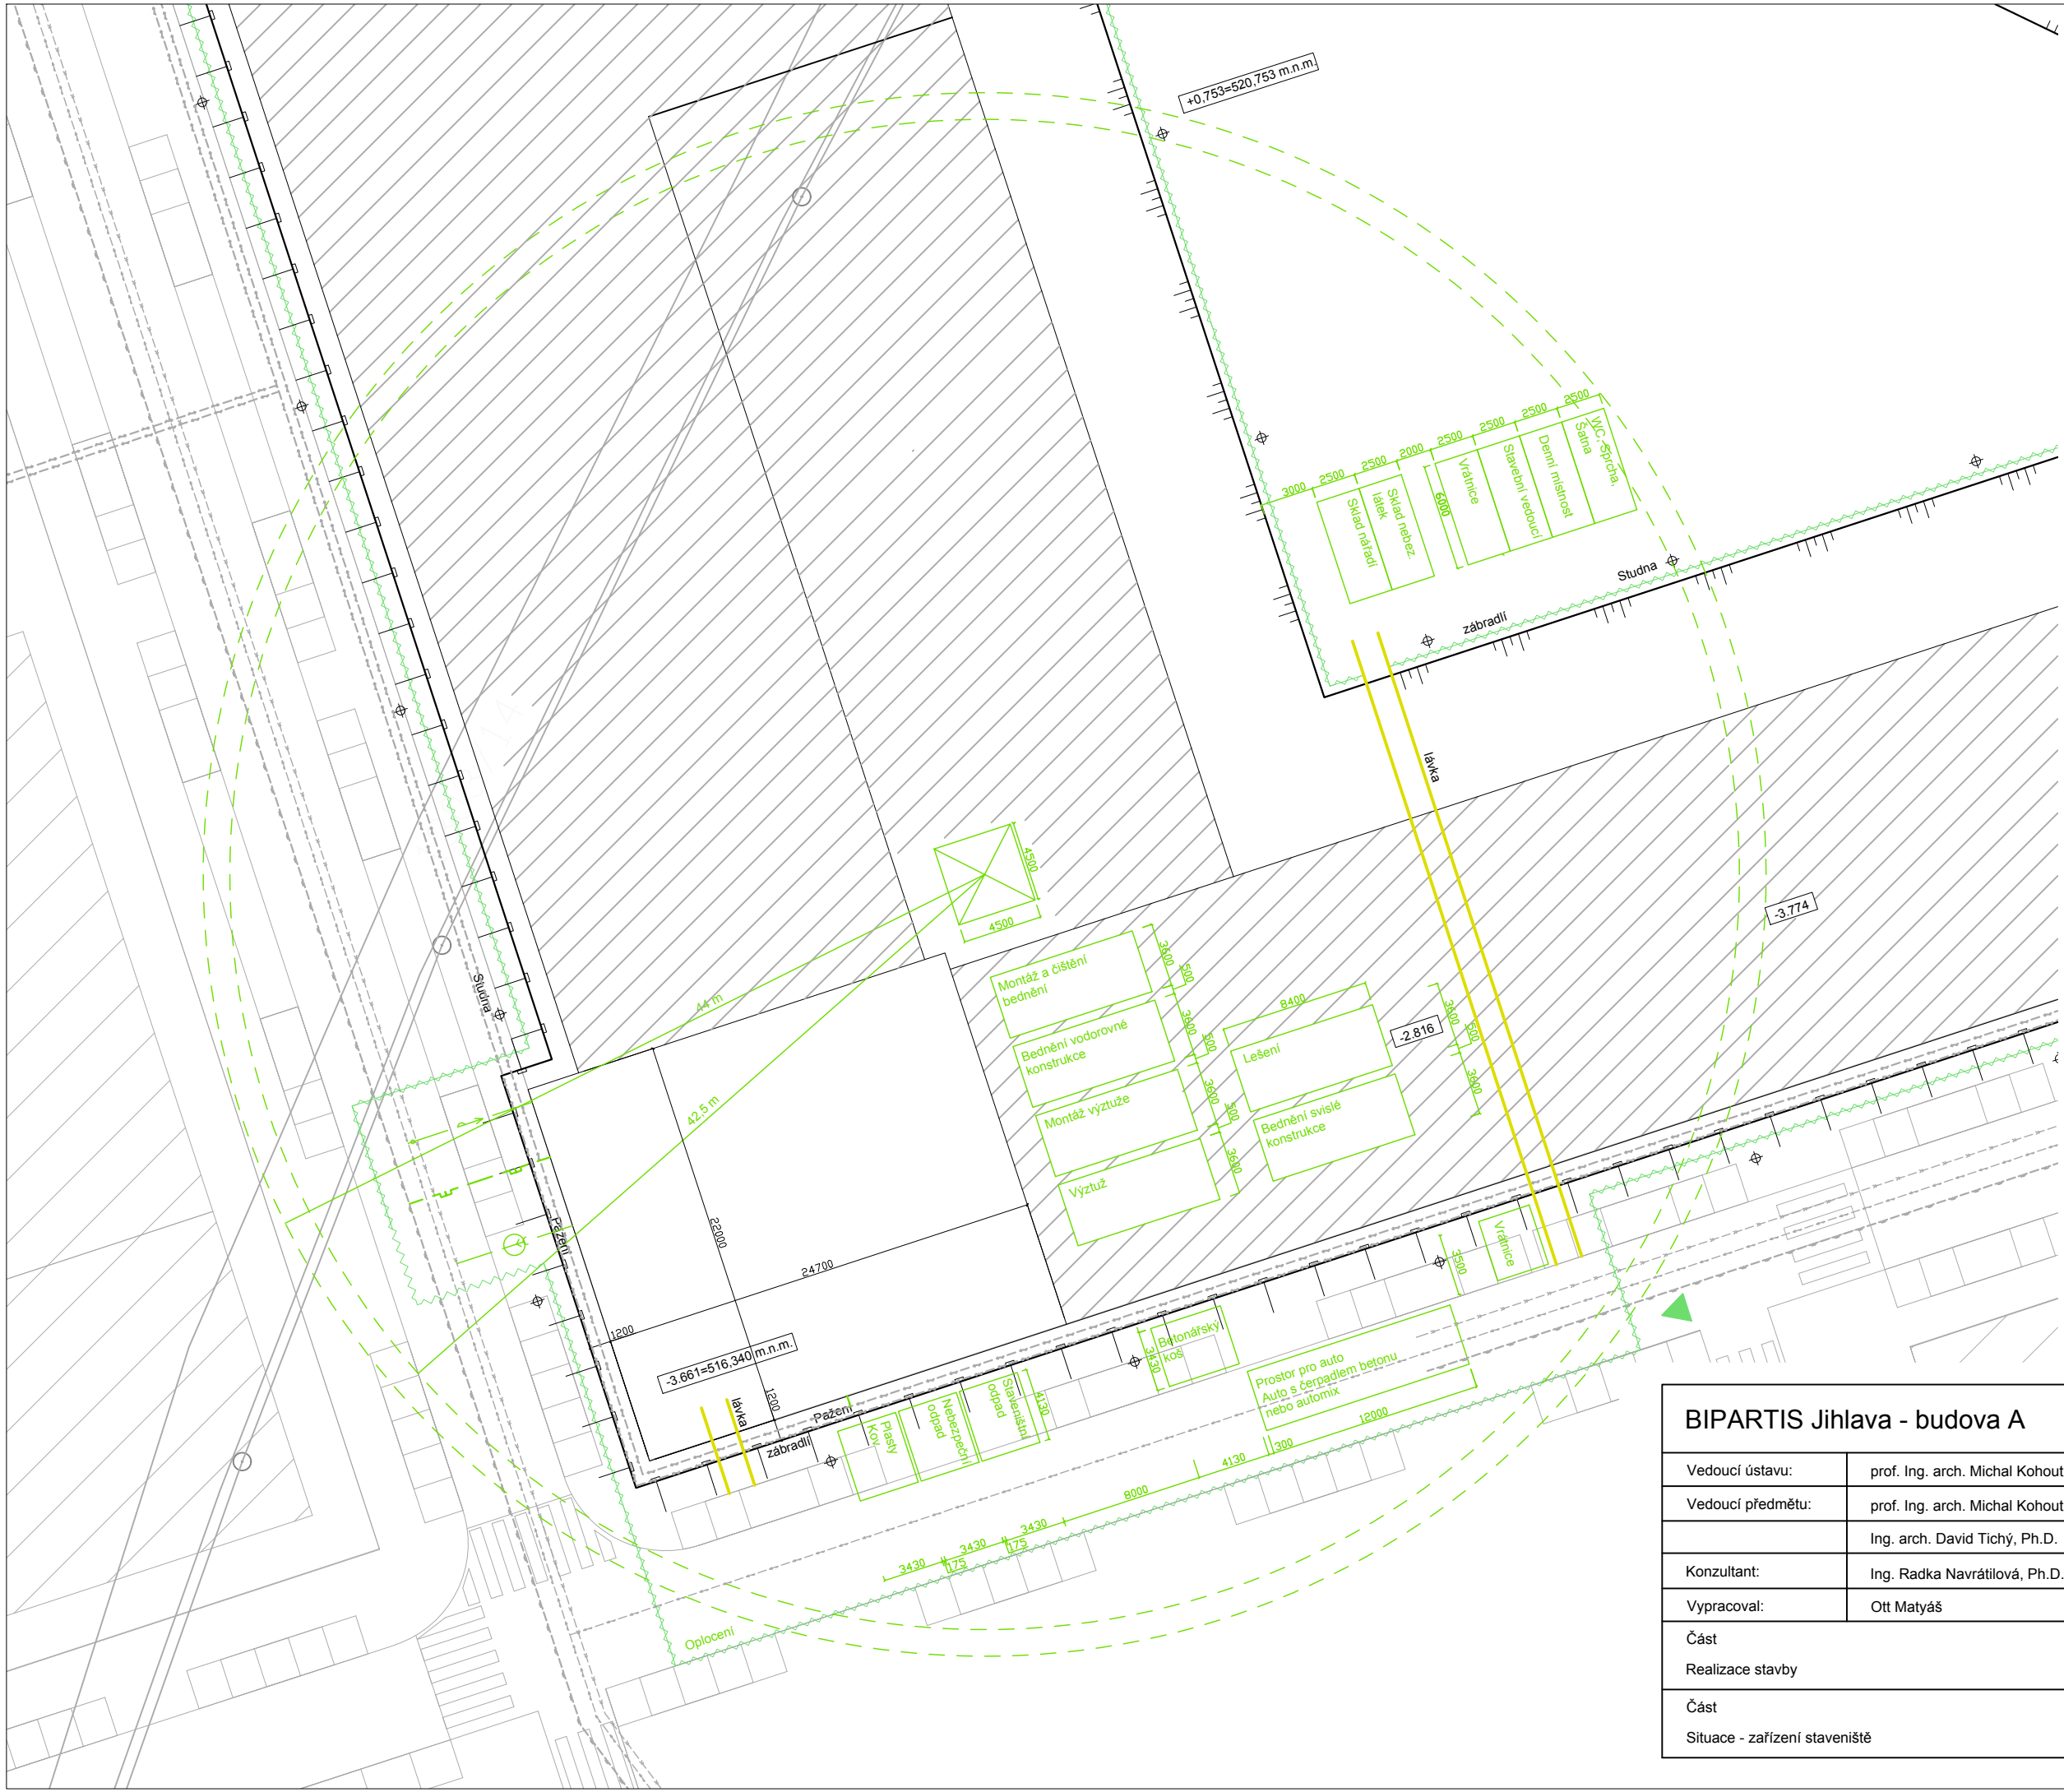 +0,753=520,753 m.n.m.
3000
2500
2500
2000
2500
2500
2500
2500
6000
Sklad nářadí
Sklad nebez.
látek
Vrátnice
Stavební vedoucí
Denní místnost
Šatna
WC, Sprcha,
Studna
zábradlí
lávka
-3.774
4500
4500
44 m
42.5 m
Studna
Montáž a čištění
bednění
Bednění vodorovné
konstrukce
Montáž výztuže
Výztuž
3600
500
3600
500
3600
500
3600
8400
Lešení
Bednění svislé
konstrukce
-2.816
3600
500
3600
Pažení
22000
24700
1200
1200
-3.661=516,340 m.n.m.
lávka
Pažení
zábradlí
Plasty
Kov.
Nebezpeční
odpad
Staveništní
odpad
4130
Betonářský
koš
3430
Vrátnice
3500
Prostor pro auto
Auto s čerpadlem betonu
nebo automix
12000
300
4130
8000
3430
175
3430
175
3430
Oplocení
BIPARTIS Jihlava - budova A
Vedoucí ústavu: prof. Ing. arch. Michal Kohout
Vedoucí předmětu: prof. Ing. arch. Michal Kohout
Ing. arch. David Tichý, Ph.D.
Konzultant: Ing. Radka Navrátilová, Ph.D.
Vypracoval: Ott Matyáš
Část
Realizace stavby
Část
Situace - zařízení staveniště